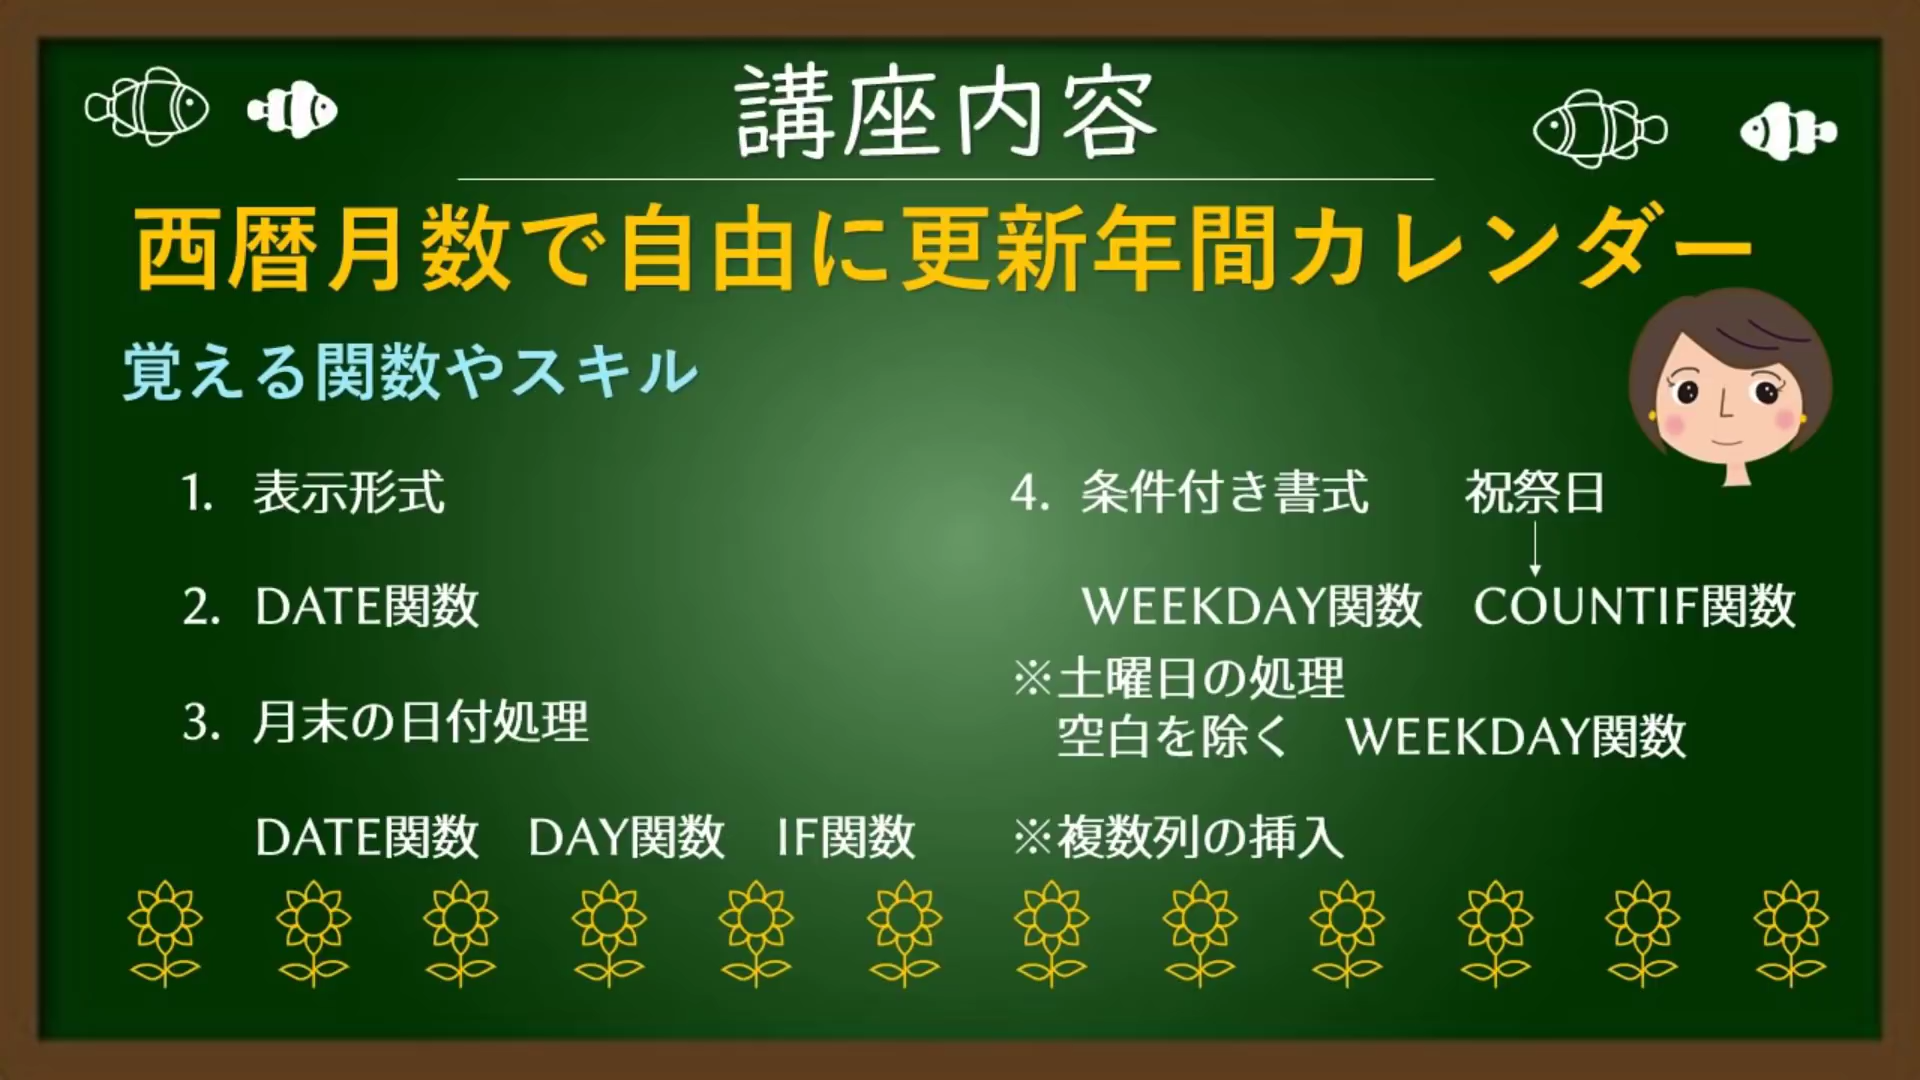 講座内容
西暦月数で自由に更新年間カレンダー
覚える関数やスキル
1. 表示形式
2. DATE関数
3. 月末の日付処理
DATE関数 DAY関数 IF関数
4. 条件付き書式 祝祭日
WEEKDAY関数 COUNTIF関数
※土曜日の処理
空白を除く WEEKDAY関数
※複数列の挿入